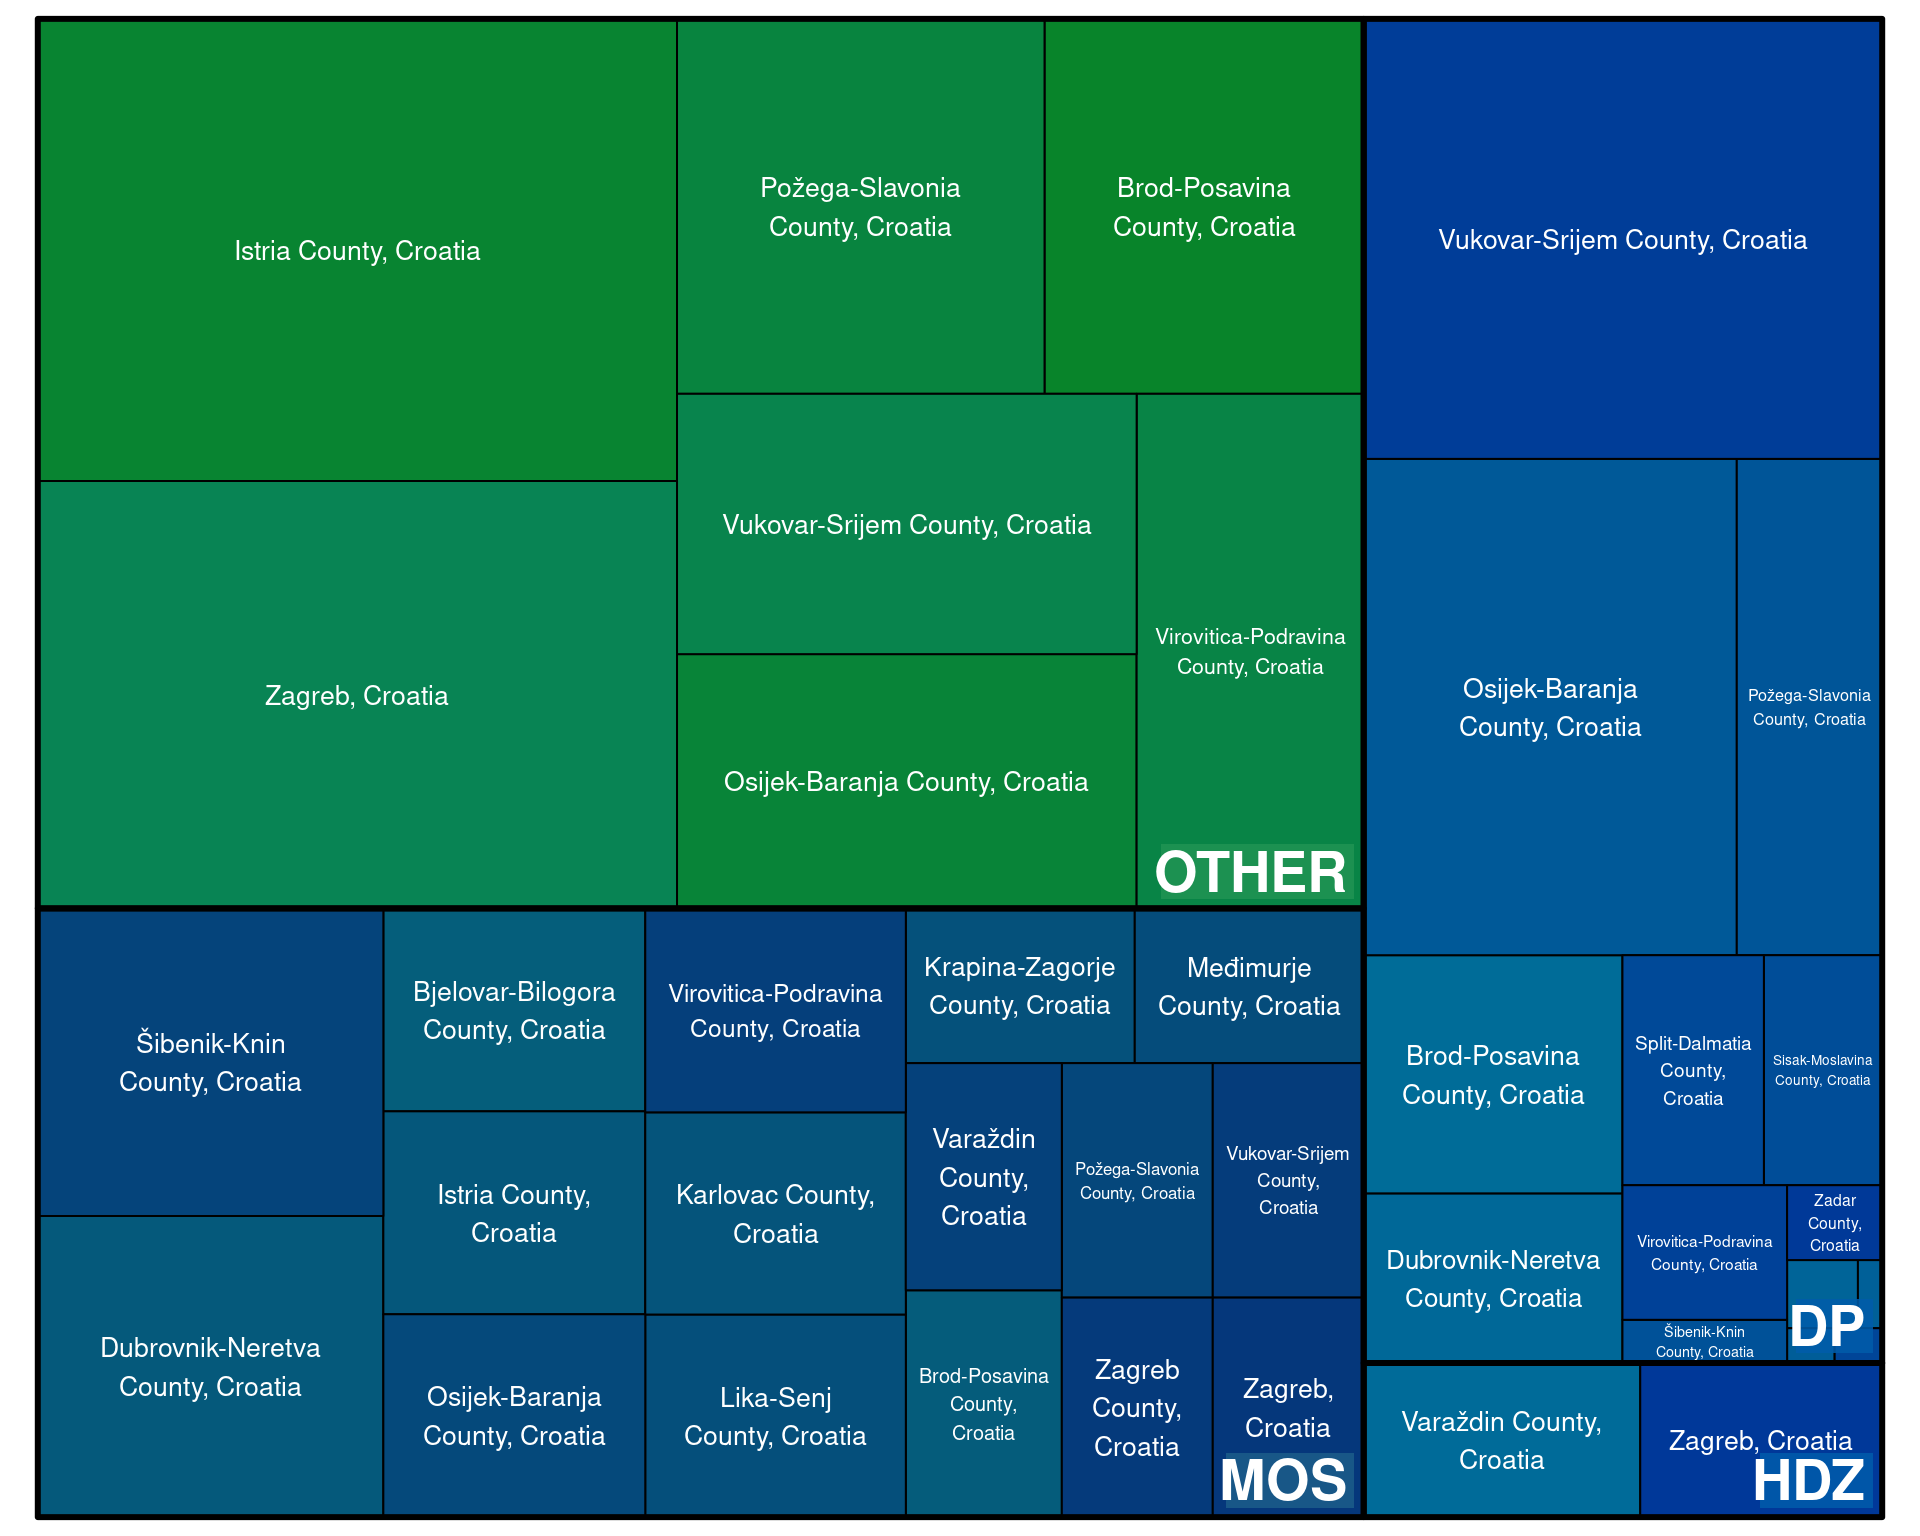 Istria County, Croatia
Požega-Slavonia
County, Croatia
Brod-Posavina
County, Croatia
Vukovar-Srijem County, Croatia
Zagreb, Croatia
Vukovar-Srijem County, Croatia
Virovitica-Podravina
County, Croatia
Osijek-Baranja County, Croatia
OTHER
Osijek-Baranja
County, Croatia
Požega-Slavonia
County, Croatia
Šibenik-Knin
County, Croatia
Dubrovnik-Neretva
County, Croatia
Bjelovar-Bilogora
County, Croatia
Istria County,
Croatia
Osijek-Baranja
County, Croatia
Virovitica-Podravina
County, Croatia
Karlovac County,
Croatia
Lika-Senj
County, Croatia
Krapina-Zagorje
County, Croatia
Međimurje
County, Croatia
Varaždin
County,
Croatia
Požega-Slavonia
County, Croatia
Vukovar-Srijem
County,
Croatia
Brod-Posavina
County,
Croatia
Zagreb
County,
Croatia
Zagreb,
Croatia
MOS
Brod-Posavina
County, Croatia
Split-Dalmatia
County,
Croatia
Sisak-Moslavina
County, Croatia
Dubrovnik-Neretva
County, Croatia
Virovitica-Podravina
County, Croatia
Zadar
County,
Croatia
Šibenik-Knin
County, Croatia
DP
Varaždin County,
Croatia
Zagreb, Croatia
HDZ